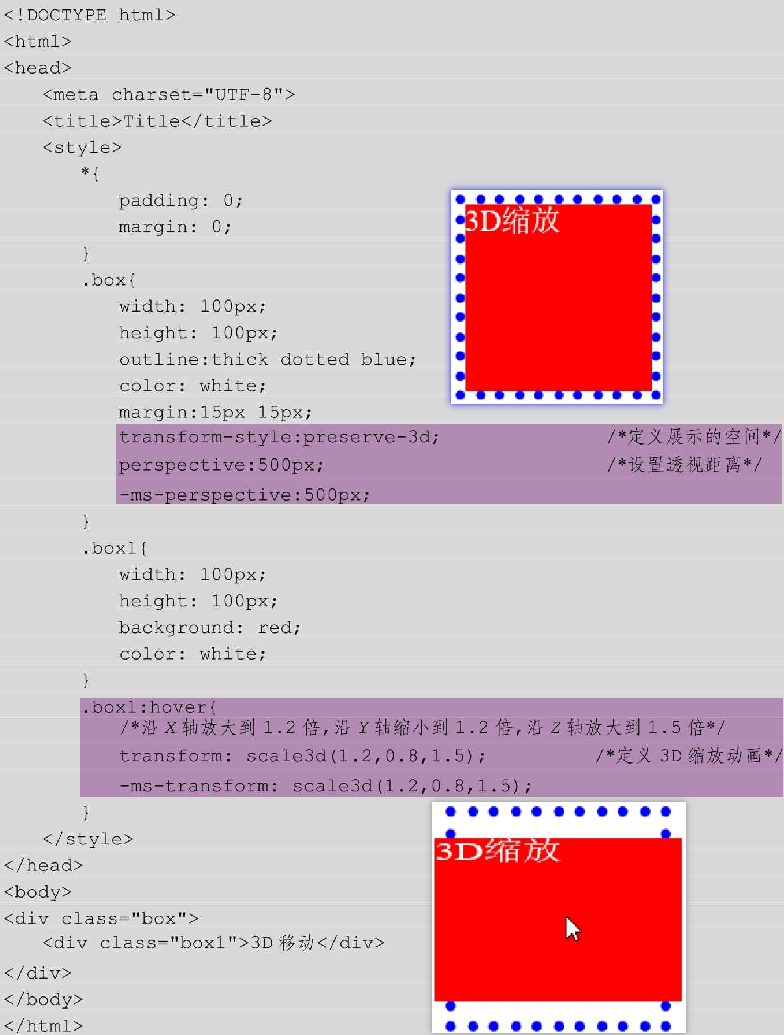 <!DOCTYPE html>
<html>
<head>
<meta charset="UTF-8">
<title>Title</title>
<style>
*{
padding: 0;
margin: 0;
}
.box{
width: 100px;
height: 100px;
outline:thick dotted blue;
color: white;
margin:15px 15px;
transform-style:preserve-3d; /*定义展示的空间*/
perspective:500px; /*设置透视距离*/
-ms-perspective:500px;
}
.box1{
width: 100px;
height: 100px;
background: red;
color: white;
}
.box1:hover{
/*沿X轴放大到1.2倍,沿Y轴缩小到1.2倍,沿Z轴放大到1.5倍*/
transform: scale3d(1.2,0.8,1.5); /*定义3D缩放动画*/
-ms-transform: scale3d(1.2,0.8,1.5);
}
</style>
</head>
<body>
<div class="box">
<div class="box1">3D移动</div>
</div>
</body>
</html>
3D缩放
3D缩放